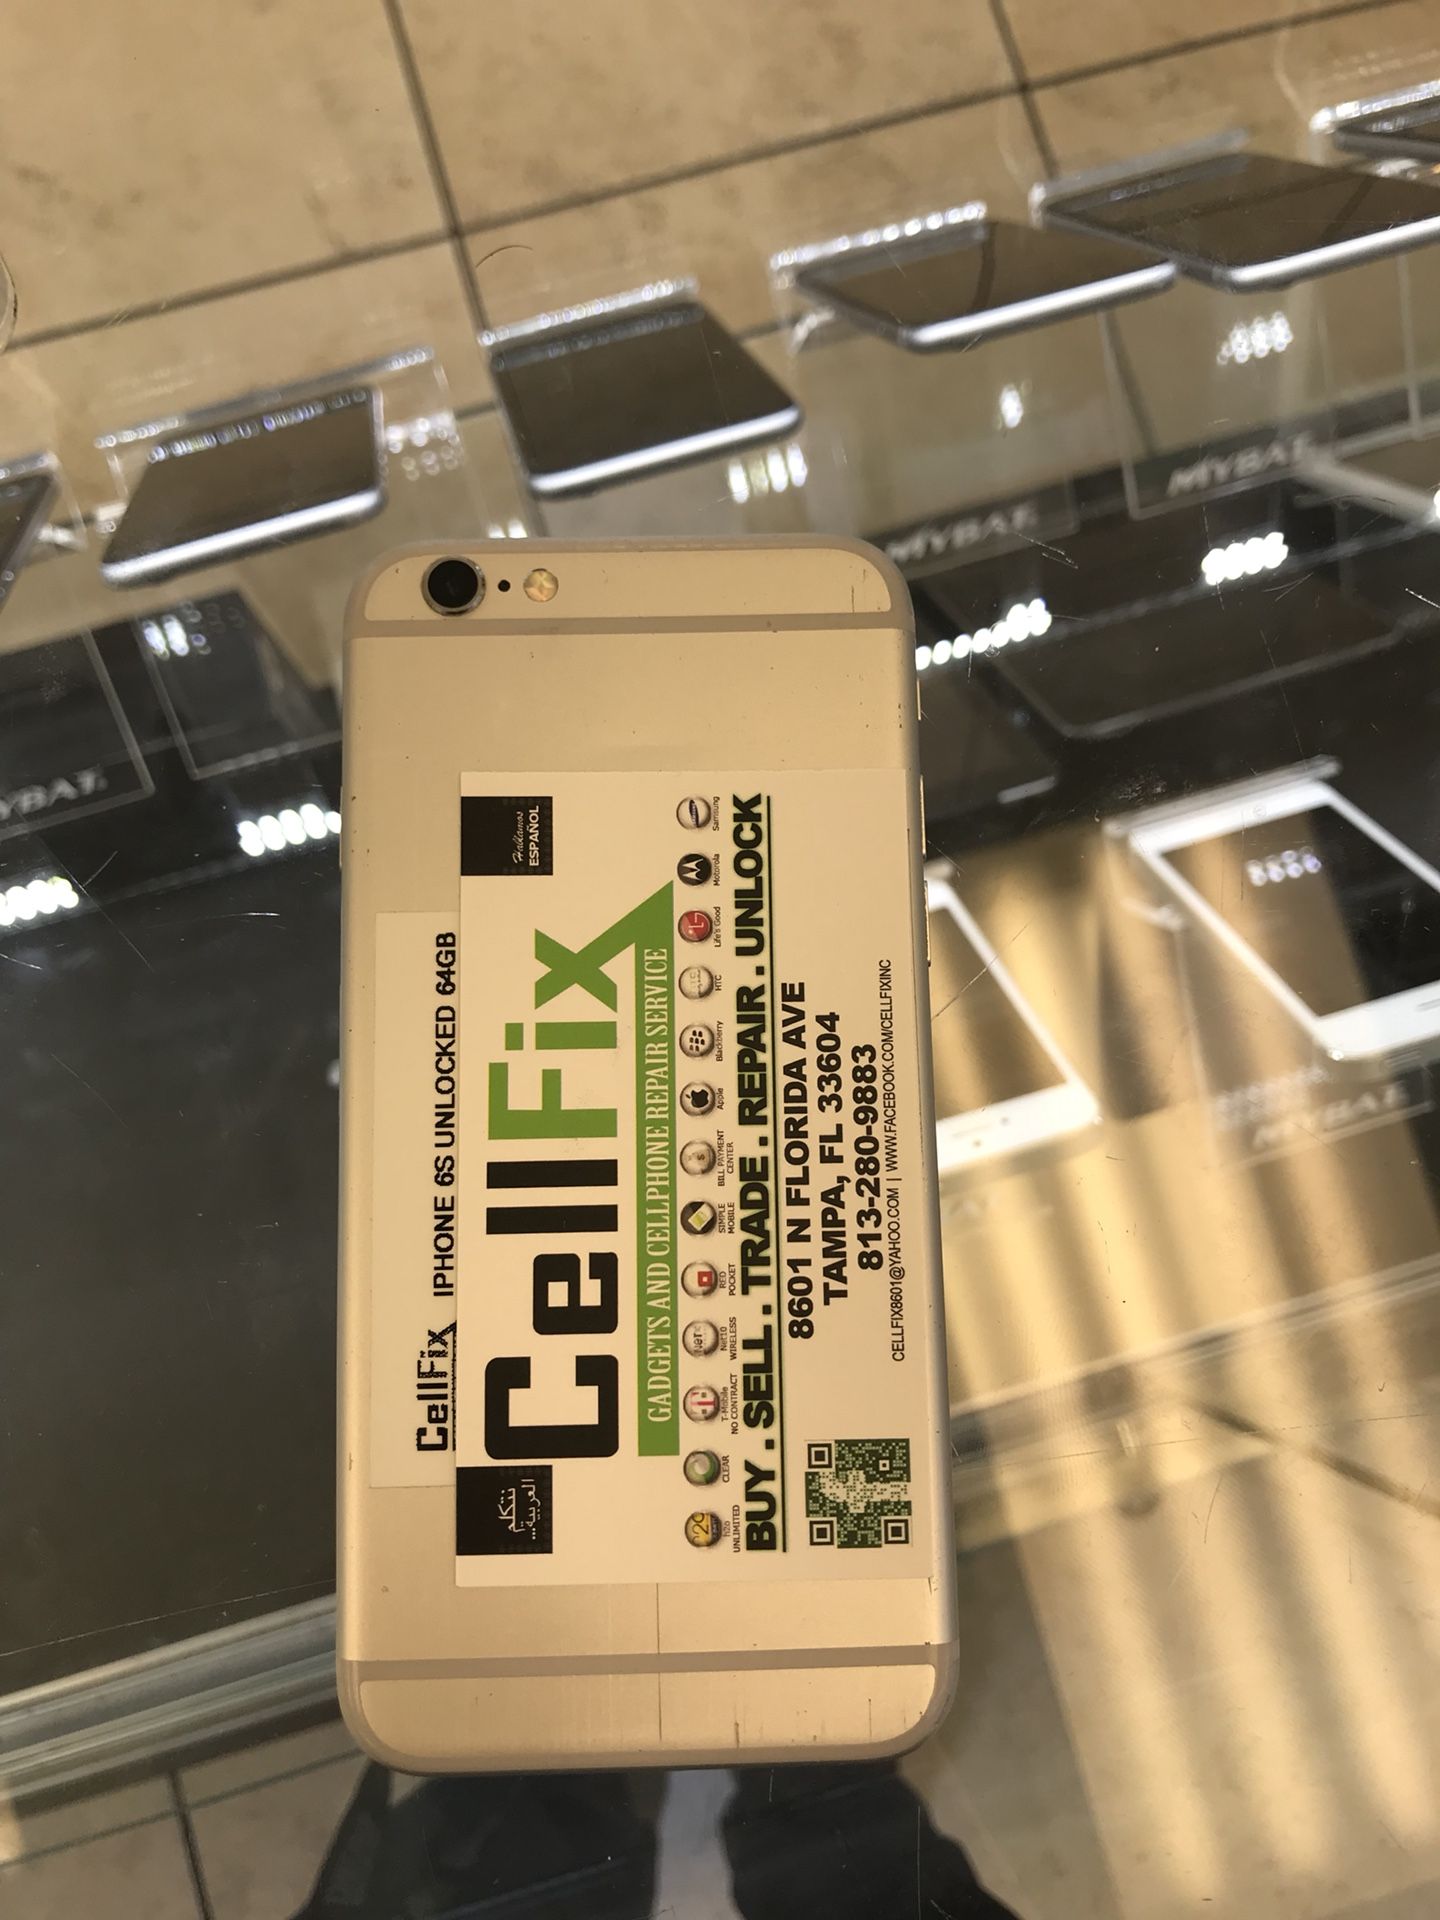 CellFix IPHONE 6S UNLOCKED 64GB
نتكلم
العربية...
Hablamos
ESPAÑOL
CellFix
GADGETS AND CELLPHONE REPAIR SERVICE
h2o
UNLIMITED
CLEAR
T-Mobile
NO CONTRACT
Net10
WIRELESS
RED
POCKET
SIMPLE
MOBILE
BILL PAYMENT
CENTER
Apple
Blackberry
HTC
Life's Good
Motorola
Samsung
BUY . SELL . TRADE . REPAIR . UNLOCK
8601 N FLORIDA AVE
TAMPA, FL 33604
813-280-9883
CELLFIX8601@YAHOO.COM | WWW.FACEBOOK.COM/CELLFIXINC
MYBAT
MYBAT
MYBAT
MYBAT